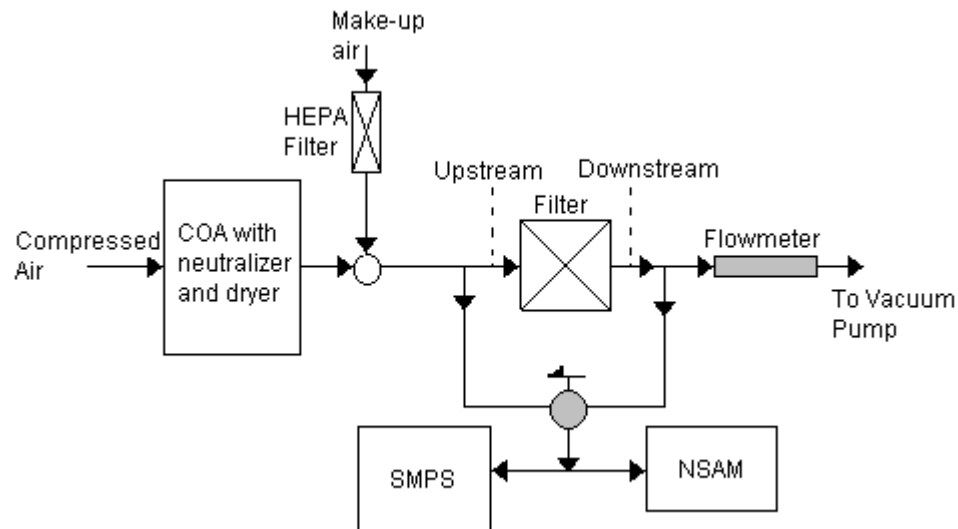 Make-up
air
HEPA
Filter
Upstream
Downstream
Filter
Compressed
Air
COA with
neutralizer
and dryer
Flowmeter
To Vacuum
Pump
SMPS
NSAM